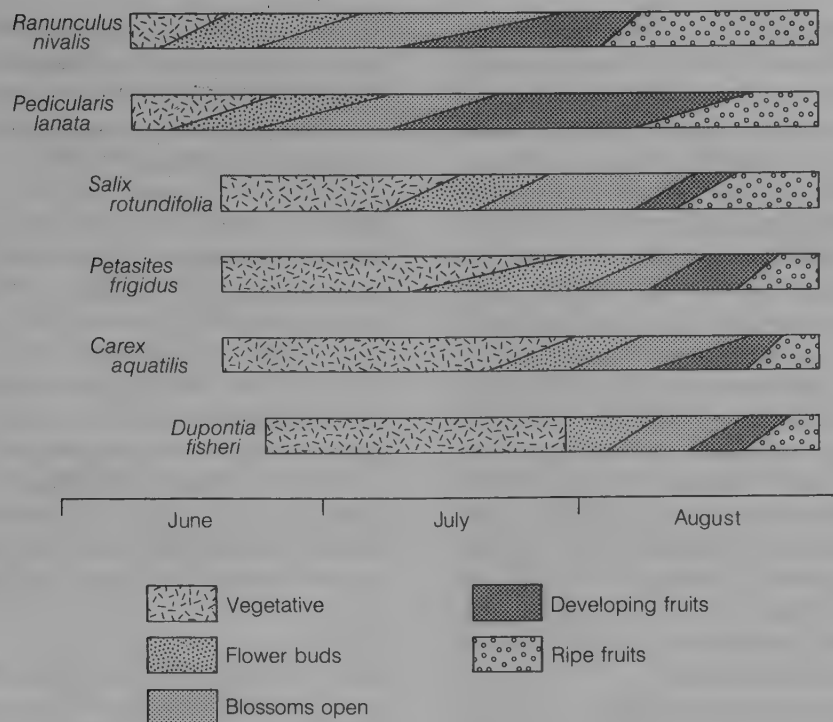 Ranunculus
nivalis
Pedicularis
lanata
Salix
rotundifolia
Petasites
frigidus
Carex
aquatilis
Dupontia
fisheri
June July August
Vegetative
Flower buds
Blossoms open
Developing fruits
Ripe fruits